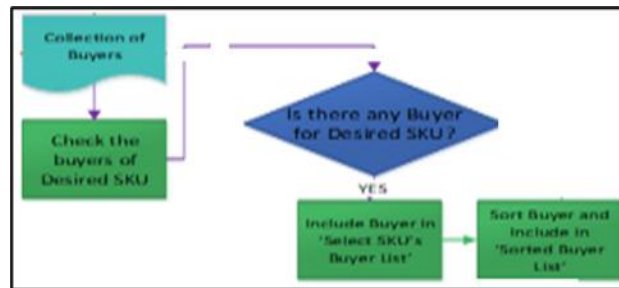 Collection of
Buyers
Check the
buyers of
Desired SKU
Is there any Buyer
for Desired SKU?
YES
Include Buyer in
'Select SKU's
Buyer List'
Sort Buyer and
Include in
'Sorted Buyer
List'